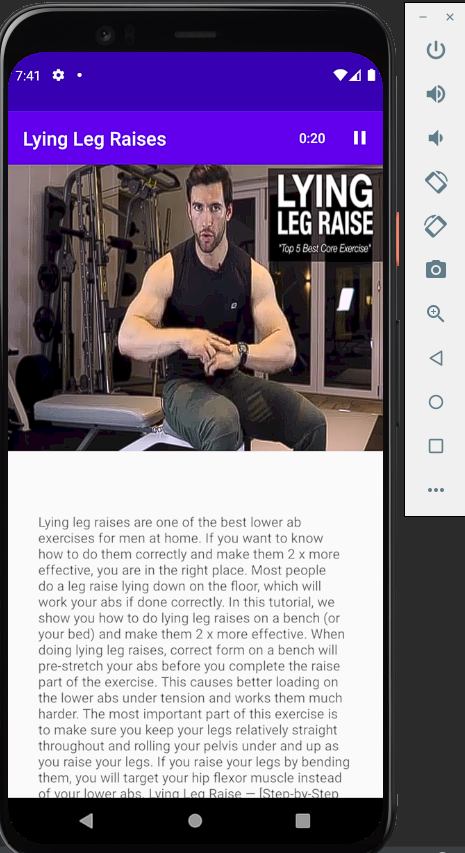 7:41
Lying Leg Raises 0:20
LYING
LEG RAISE
"Top 5 Best Core Exercise"
Lying leg raises are one of the best lower ab
exercises for men at home. If you want to know
how to do them correctly and make them 2 x more
effective, you are in the right place. Most people
do a leg raise lying down on the floor, which will
work your abs if done correctly. In this tutorial, we
show you how to do lying leg raises on a bench (or
your bed) and make them 2 x more effective. When
doing lying leg raises, correct form on a bench will
pre-stretch your abs before you complete the raise
part of the exercise. This causes better loading on
the lower abs under tension and works them much
harder. The most important part of this exercise is
to make sure you keep your legs relatively straight
throughout and rolling your pelvis under and up as
you raise your legs. If you raise your legs by bending
them, you will target your hip flexor muscle instead
of your lower abs. Lying Leg Raise — [Step-by-Step